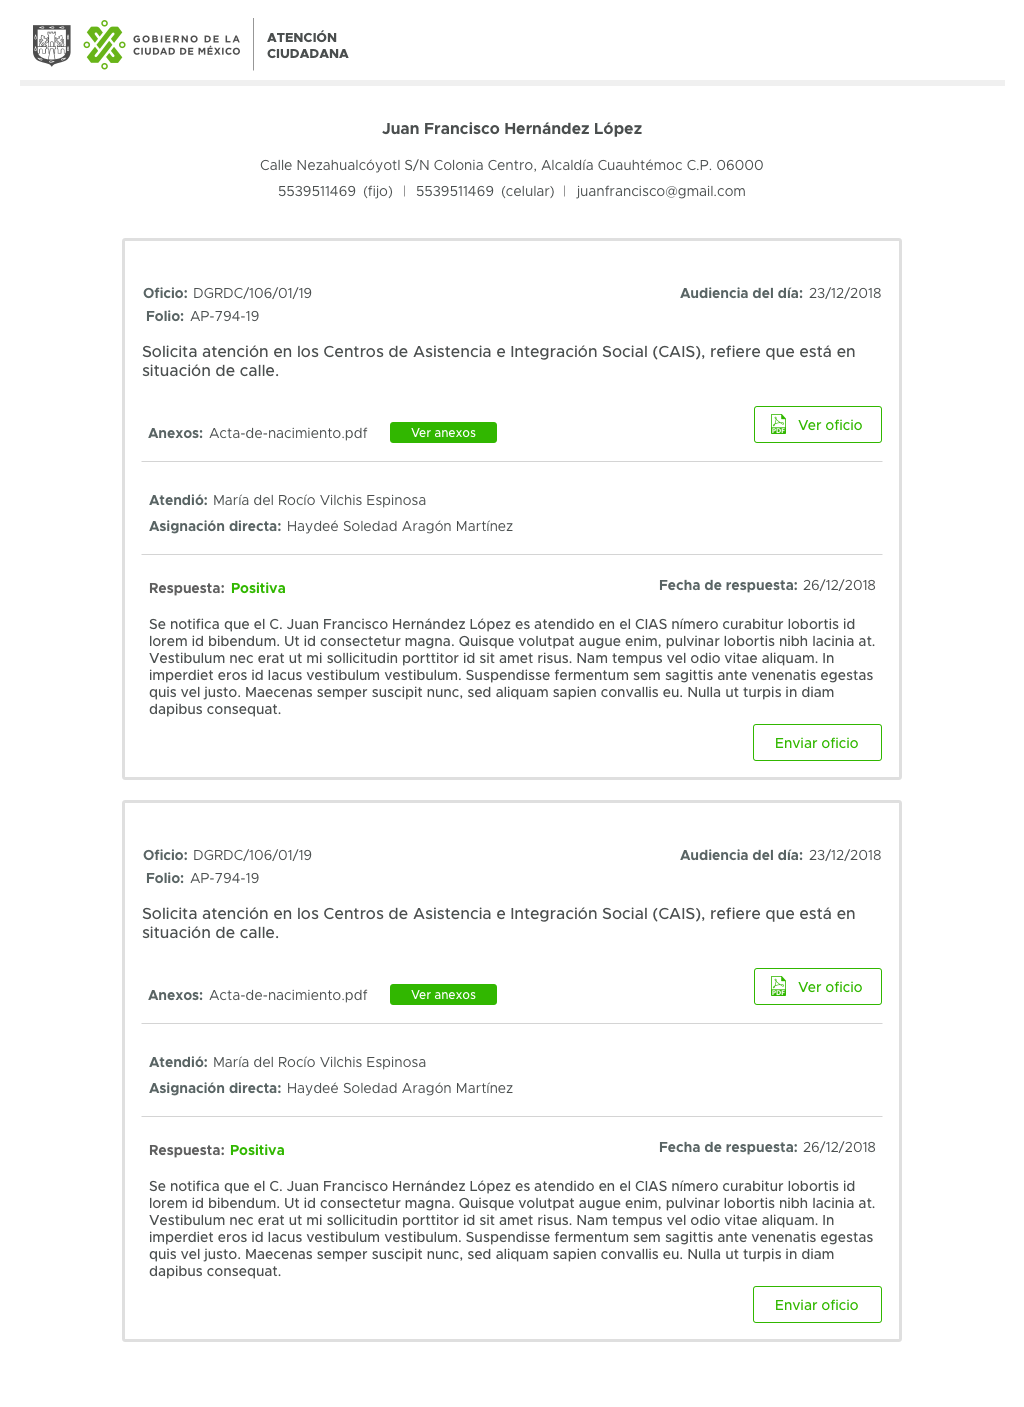 GOBIERNO DE LA
CIUDAD DE MÉXICO
ATENCIÓN
CIUDADANA
Juan Francisco Hernández López
Calle Nezahualcóyotl S/N Colonia Centro, Alcaldía Cuauhtémoc C.P. 06000
5539511469 (fijo) | 5539511469 (celular) | juanfrancisco@gmail.com
Oficio: DGRDC/106/01/19
Audiencia del día: 23/12/2018
Folio: AP-794-19
Solicita atención en los Centros de Asistencia e Integración Social (CAIS), refiere que está en
situación de calle.
Anexos: Acta-de-nacimiento.pdf
Ver anexos
PDF
Ver oficio
Atendió: María del Rocío Vilchis Espinosa
Asignación directa: Haydeé Soledad Aragón Martínez
Respuesta: Positiva
Fecha de respuesta: 26/12/2018
Se notifica que el C. Juan Francisco Hernández López es atendido en el CIAS nímero curabitur lobortis id
lorem id bibendum. Ut id consectetur magna. Quisque volutpat augue enim, pulvinar lobortis nibh lacinia at.
Vestibulum nec erat ut mi sollicitudin porttitor id sit amet risus. Nam tempus vel odio vitae aliquam. In
imperdiet eros id lacus vestibulum vestibulum. Suspendisse fermentum sem sagittis ante venenatis egestas
quis vel justo. Maecenas semper suscipit nunc, sed aliquam sapien convallis eu. Nulla ut turpis in diam
dapibus consequat.
Enviar oficio
Oficio: DGRDC/106/01/19
Audiencia del día: 23/12/2018
Folio: AP-794-19
Solicita atención en los Centros de Asistencia e Integración Social (CAIS), refiere que está en
situación de calle.
Anexos: Acta-de-nacimiento.pdf
Ver anexos
PDF
Ver oficio
Atendió: María del Rocío Vilchis Espinosa
Asignación directa: Haydeé Soledad Aragón Martínez
Respuesta: Positiva
Fecha de respuesta: 26/12/2018
Se notifica que el C. Juan Francisco Hernández López es atendido en el CIAS nímero curabitur lobortis id
lorem id bibendum. Ut id consectetur magna. Quisque volutpat augue enim, pulvinar lobortis nibh lacinia at.
Vestibulum nec erat ut mi sollicitudin porttitor id sit amet risus. Nam tempus vel odio vitae aliquam. In
imperdiet eros id lacus vestibulum vestibulum. Suspendisse fermentum sem sagittis ante venenatis egestas
quis vel justo. Maecenas semper suscipit nunc, sed aliquam sapien convallis eu. Nulla ut turpis in diam
dapibus consequat.
Enviar oficio